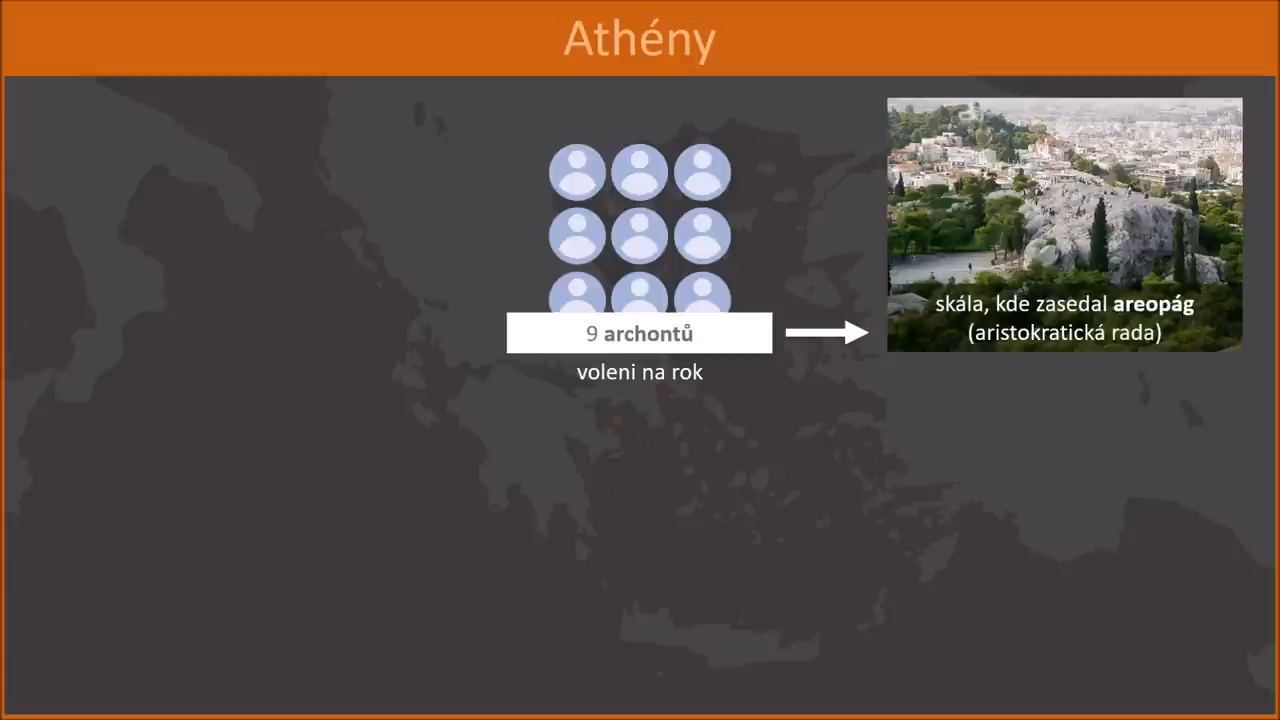 Athény
9 archontů
voleni na rok
skála, kde zasedal areopág
(aristokratická rada)